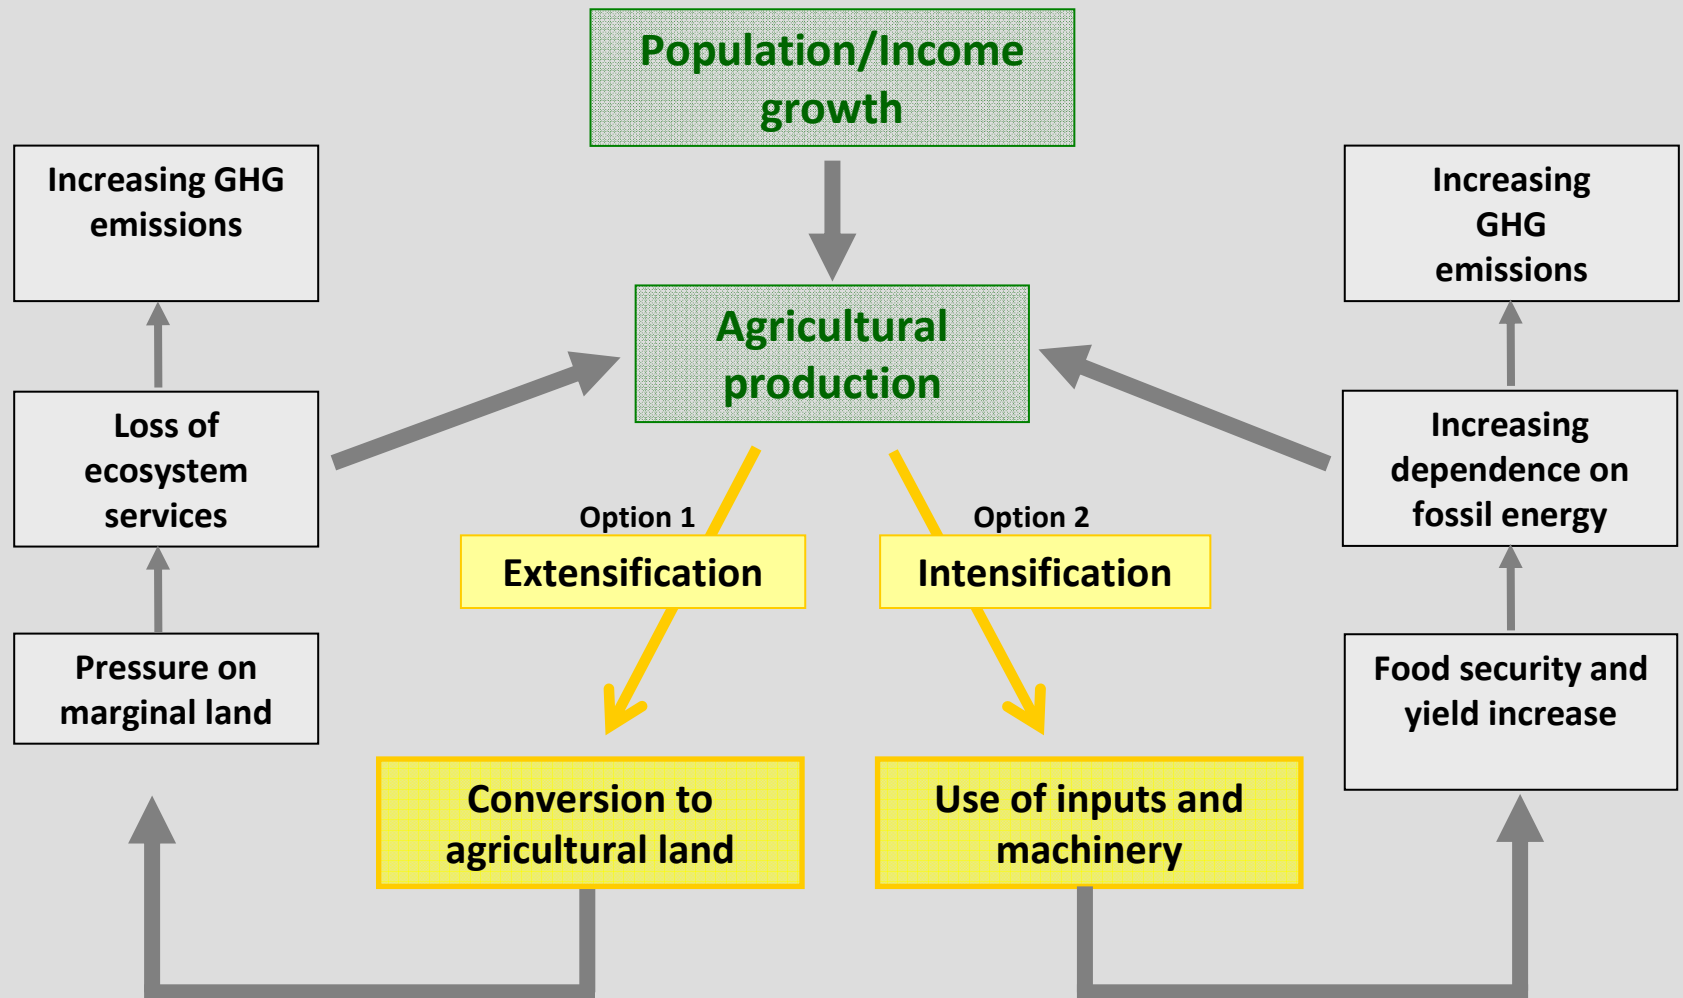 Population/Income
growth
Increasing GHG
emissions
Increasing
GHG
emissions
Agricultural
production
Loss of
ecosystem
services
Increasing
dependence on
fossil energy
Option 1
Option 2
Extensification
Intensification
Pressure on
marginal land
Food security and
yield increase
Conversion to
agricultural land
Use of inputs and
machinery